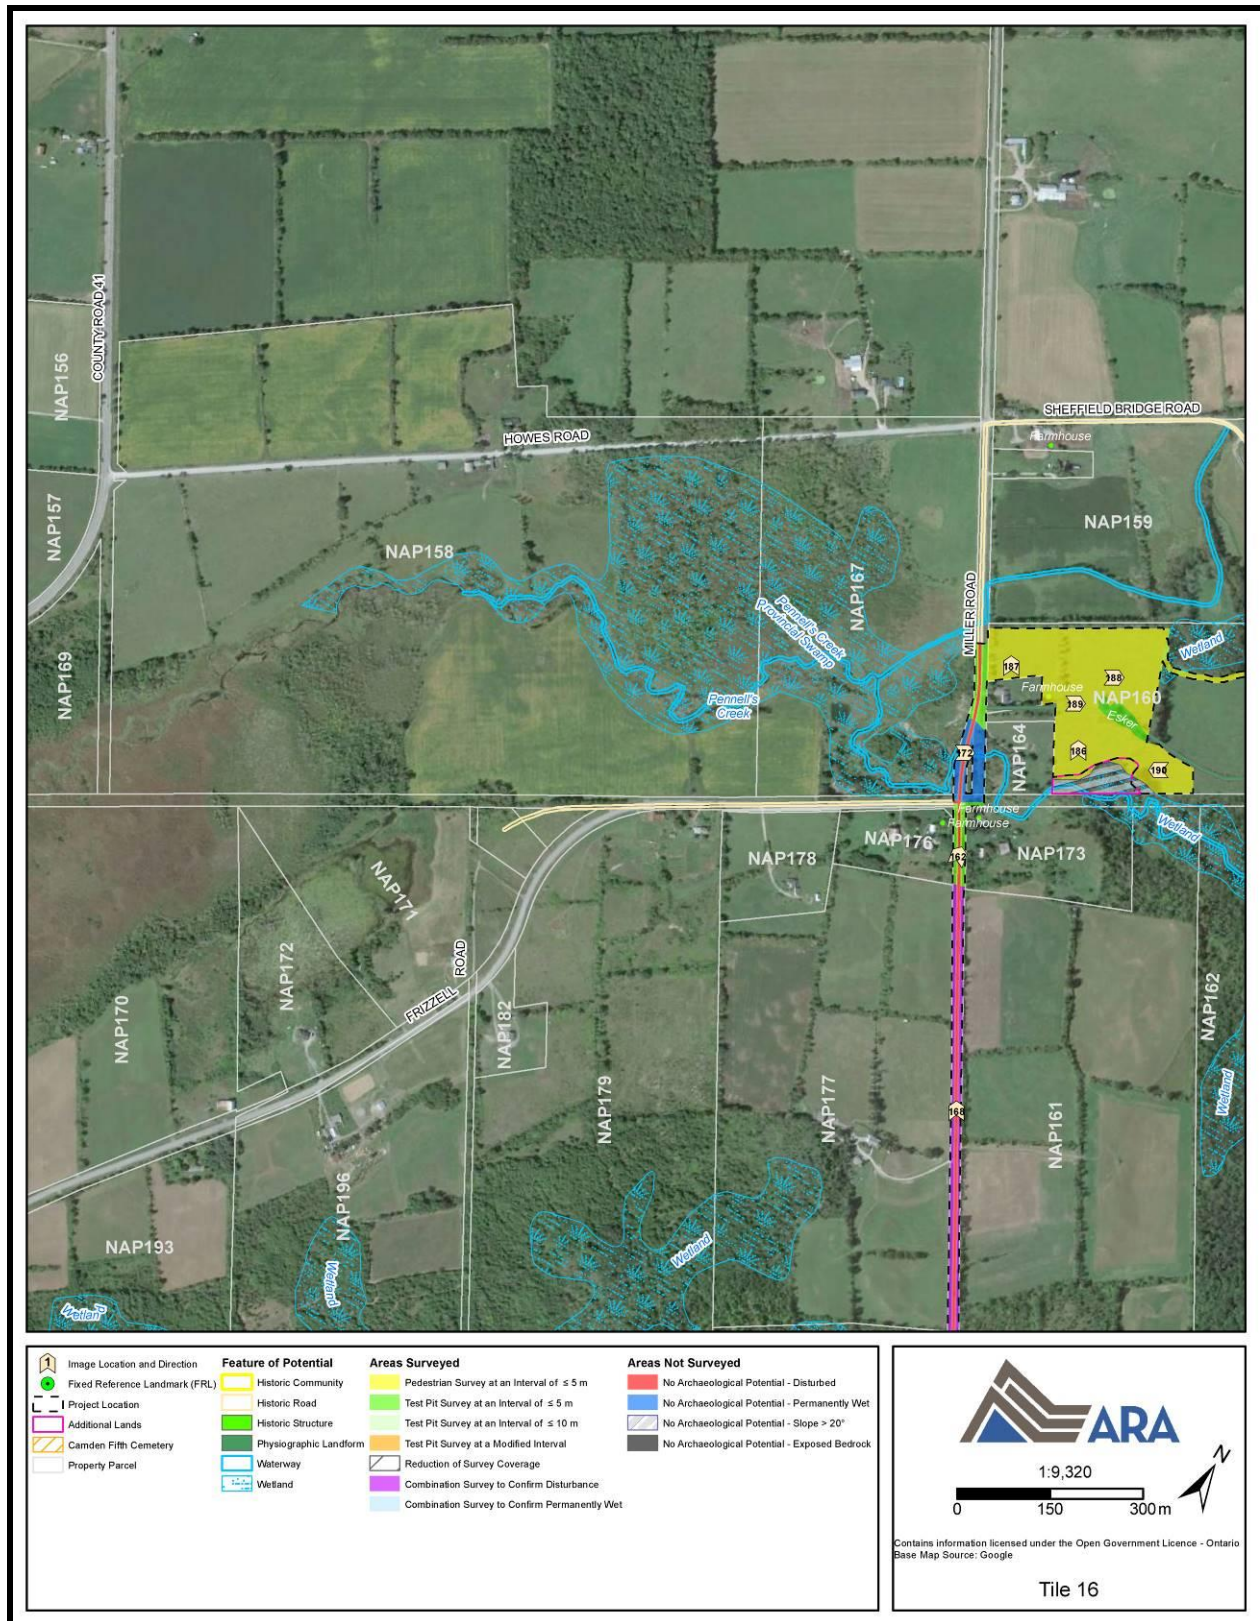 COUNTY ROAD 41
NAP156
HOWES ROAD
SHEFFIELD BRIDGE ROAD
Farmhouse
NAP157
NAP158
NAP159
NAP167
Pennell's Creek
Provincial Swamp
MILLER ROAD
NAP169
Pennell's
Creek
187
188
Wetland
Farmhouse
NAP160
189
Esker
NAP164
186
172
190
Farmhouse
Farmhouse
Wetland
NAP176
NAP173
162
NAP178
NAP171
NAP172
FRIZZELL
ROAD
NAP170
NAP182
NAP162
NAP179
NAP177
168
NAP161
Wetland
NAP196
NAP193
Wetland
Wetland
Wetland
1 Image Location and Direction
Fixed Reference Landmark (FRL)
Project Location
Additional Lands
Camden Fifth Cemetery
Property Parcel
Feature of Potential
Historic Community
Historic Road
Historic Structure
Physiographic Landform
Waterway
Wetland
Areas Surveyed
Pedestrian Survey at an Interval of ≤ 5 m
Test Pit Survey at an Interval of ≤ 5 m
Test Pit Survey at an Interval of ≤ 10 m
Test Pit Survey at a Modified Interval
Reduction of Survey Coverage
Combination Survey to Confirm Disturbance
Combination Survey to Confirm Permanently Wet
Areas Not Surveyed
No Archaeological Potential - Disturbed
No Archaeological Potential - Permanently Wet
No Archaeological Potential - Slope > 20°
No Archaeological Potential - Exposed Bedrock
ARA
1:9,320
N
0 150 300 m
Contains information licensed under the Open Government Licence - Ontario
Base Map Source: Google
Tile 16